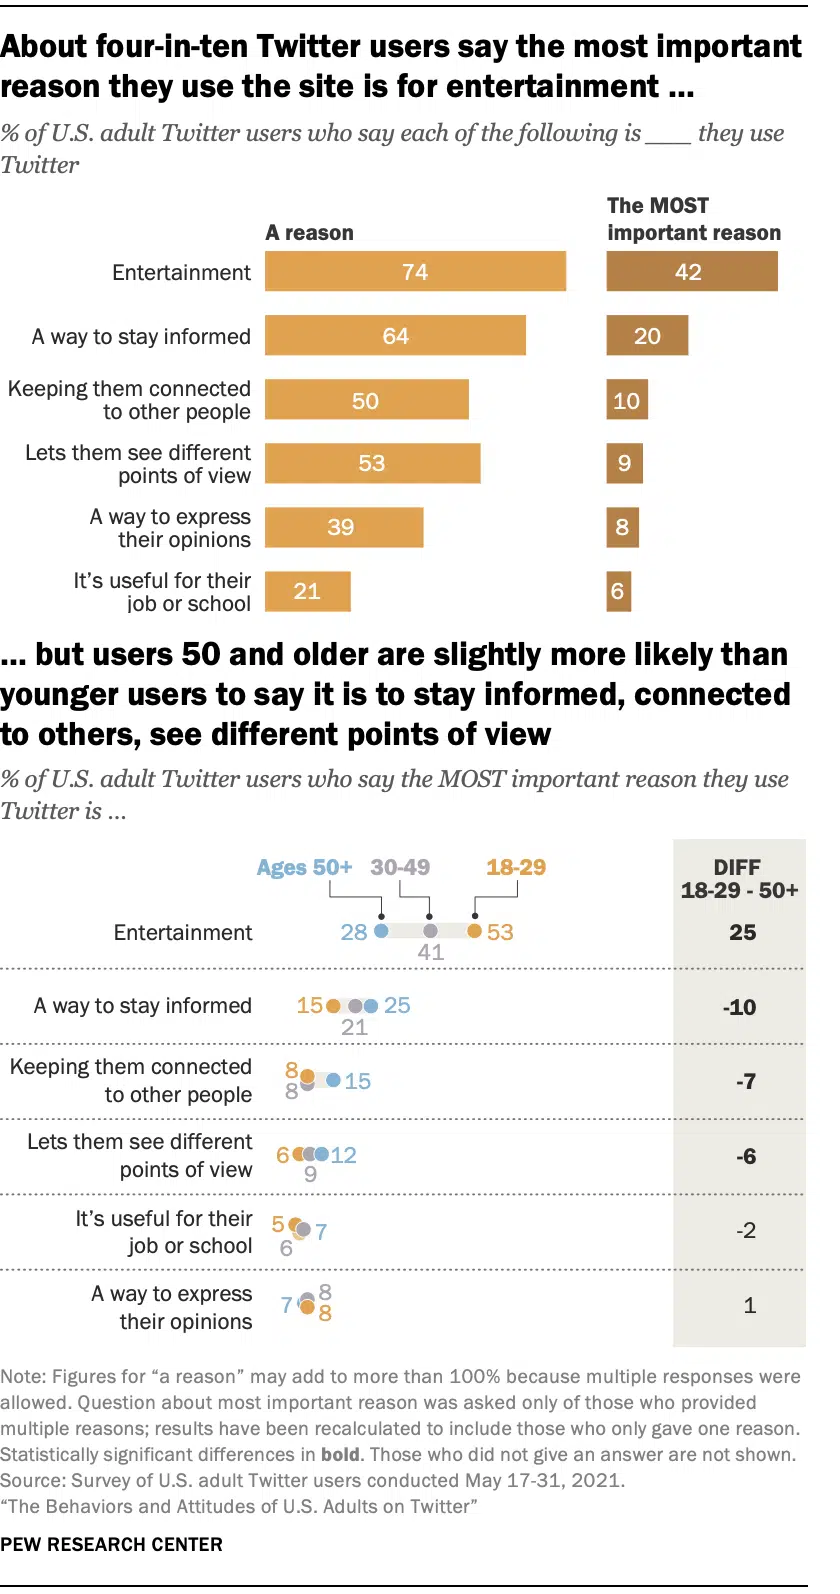 About four-in-ten Twitter users say the most important
reason they use the site is for entertainment ...
% of U.S. adult Twitter users who say each of the following is ___ they use
Twitter
A reason
The MOST
important reason
Entertainment 74 42
A way to stay informed 64 20
Keeping them connected
to other people 50 10
Lets them see different
points of view 53 9
A way to express
their opinions 39 8
It's useful for their
job or school 21 6
... but users 50 and older are slightly more likely than
younger users to say it is to stay informed, connected
to others, see different points of view
% of U.S. adult Twitter users who say the MOST important reason they use
Twitter is ...
Ages 50+ 30-49 18-29
DIFF
18-29 - 50+
Entertainment 28 53 25
41
A way to stay informed 15 25 -10
21
Keeping them connected
to other people
8
8
15 -7
Lets them see different
points of view
6 12 -6
9
It's useful for their
job or school
5 7 -2
6
A way to express
their opinions
7 8 1
8
Note: Figures for “a reason” may add to more than 100% because multiple responses were
allowed. Question about most important reason was asked only of those who provided
multiple reasons; results have been recalculated to include those who only gave one reason.
Statistically significant differences in bold. Those who did not give an answer are not shown.
Source: Survey of U.S. adult Twitter users conducted May 17-31, 2021.
“The Behaviors and Attitudes of U.S. Adults on Twitter”
PEW RESEARCH CENTER